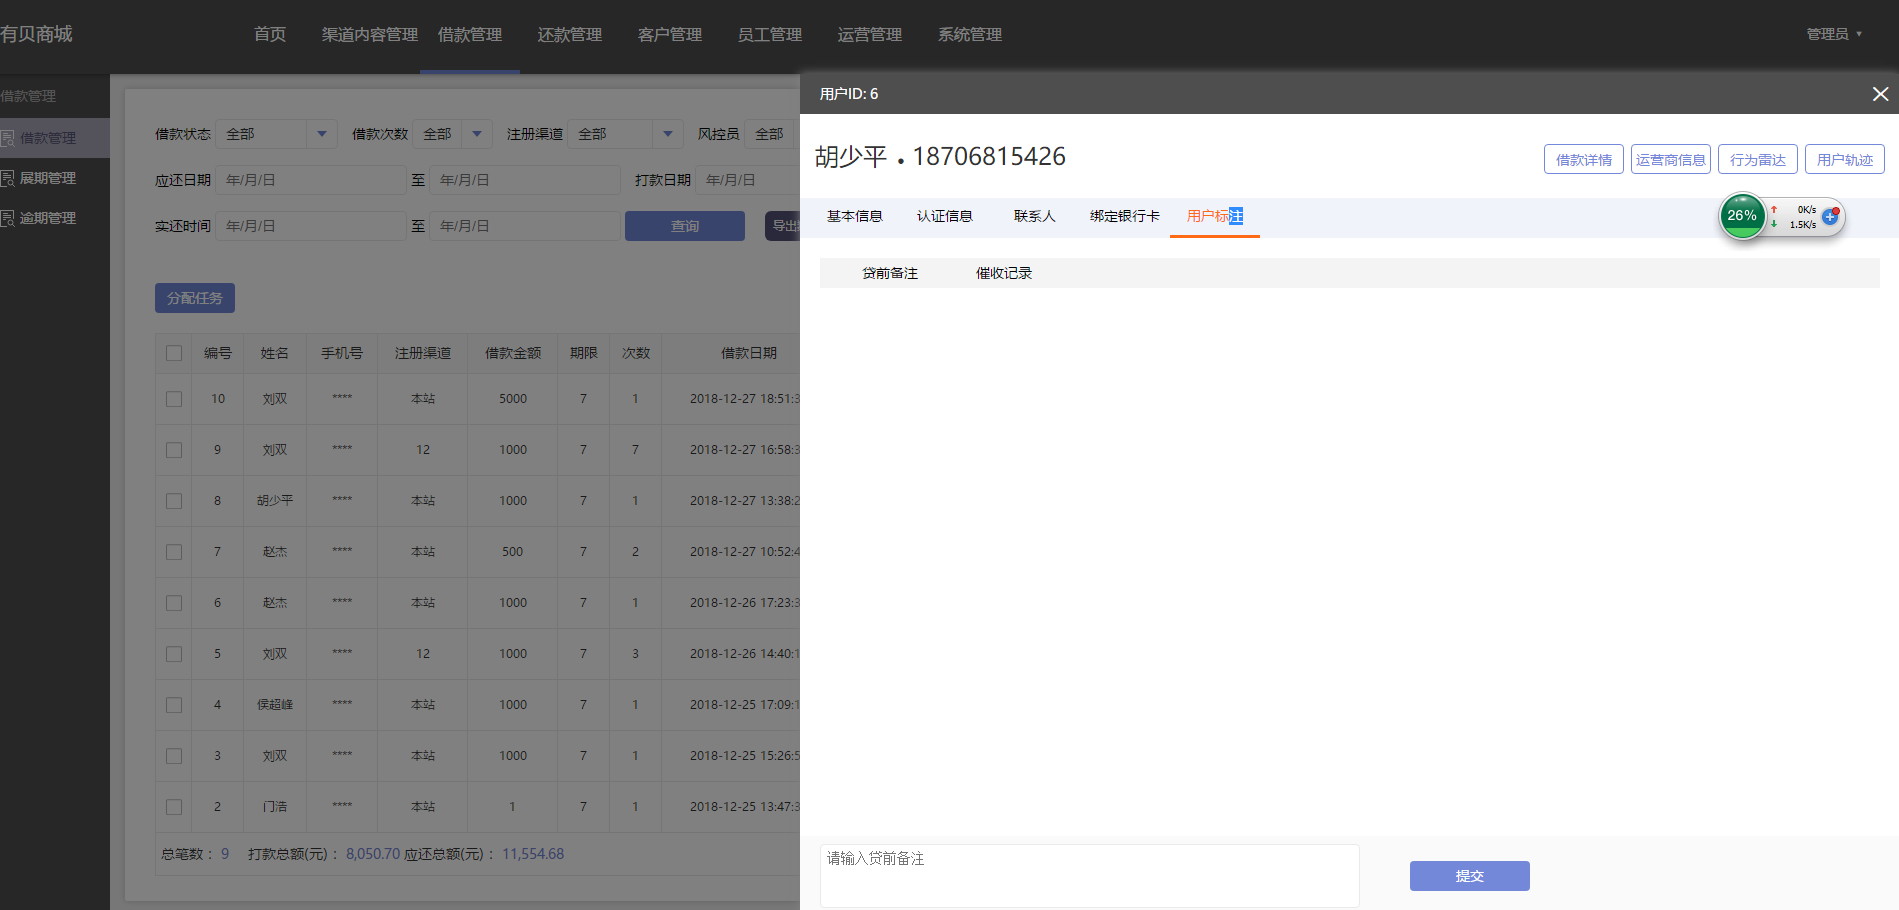 有贝商城 首页 渠道内容管理 借款管理 还款管理 客户管理 员工管理 运营管理 系统管理 管理员
借款管理
借款管理
展期管理
逾期管理
借款状态 全部 借款次数 全部 注册渠道 全部 风控员 全部
应还日期 年/月/日 至 年/月/日 打款日期 年/月/日
实还时间 年/月/日 至 年/月/日 查询 导出
分配任务
编号 姓名 手机号 注册渠道 借款金额 期限 次数 借款日期
10 刘双 **** 本站 5000 7 1 2018-12-27 18:51:3
9 刘双 **** 12 1000 7 7 2018-12-27 16:58:3
8 胡少平 **** 本站 1000 7 1 2018-12-27 13:38:2
7 赵杰 **** 本站 500 7 2 2018-12-27 10:52:4
6 赵杰 **** 本站 1000 7 1 2018-12-26 17:23:3
5 刘双 **** 12 1000 7 3 2018-12-26 14:40:1
4 侯超峰 **** 本站 1000 7 1 2018-12-25 17:09:1
3 刘双 **** 本站 1000 7 1 2018-12-25 15:26:5
2 门浩 **** 本站 1 7 1 2018-12-25 13:47:3
总笔数： 9 打款总额(元)： 8,050.70 应还总额(元)： 11,554.68
用户ID: 6
胡少平 • 18706815426
借款详情 运营商信息 行为雷达 用户轨迹
基本信息 认证信息 联系人 绑定银行卡 用户标注
26% 0K/s
1.5K/s
贷前备注 催收记录
请输入贷前备注
提交